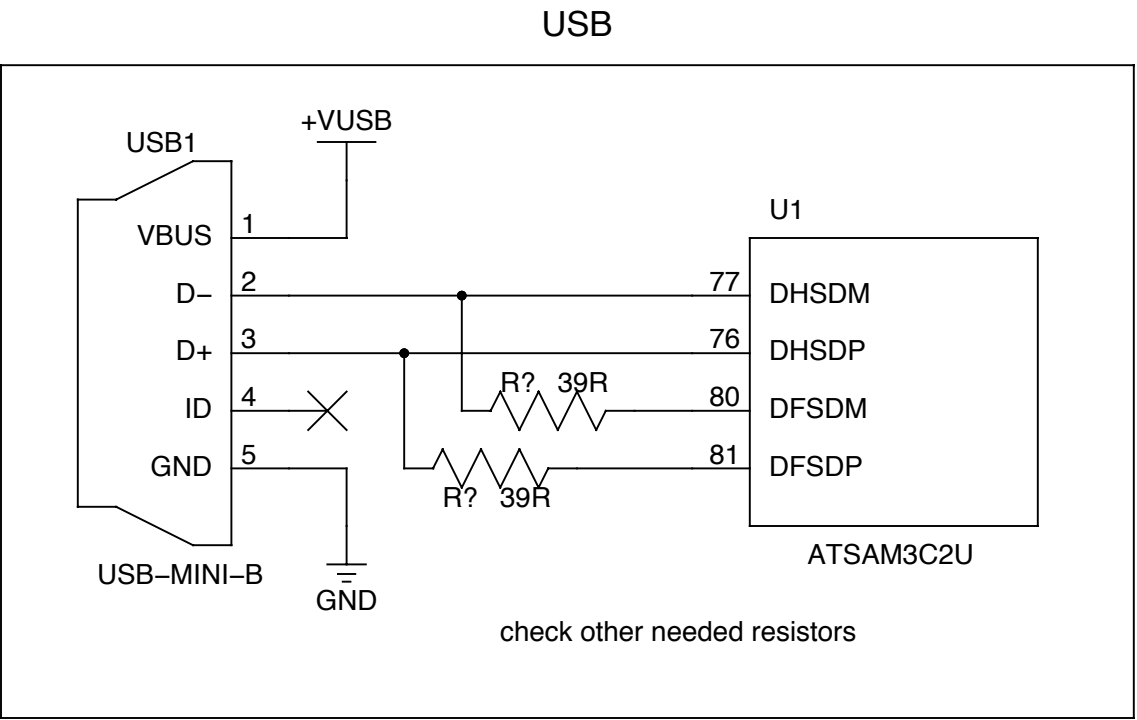 USB
+VUSB
USB1
U1
VBUS 1
D− 2 77 DHSDM
D+ 3 76 DHSDP
R? 39R
ID 4 80 DFSDM
GND 5 81 DFSDP
R? 39R
ATSAM3C2U
USB−MINI−B
GND
check other needed resistors